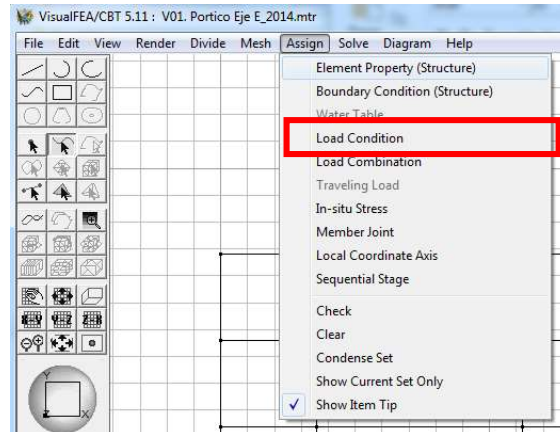 VisualFEA/CBT 5.11 : V01. Portico Eje E_2014.mtr
File Edit View Render Divide Mesh Assign Solve Diagram Help
Element Property (Structure)
Boundary Condition (Structure)
Water Table
Load Condition
Load Combination
Traveling Load
In-situ Stress
Member Joint
Local Coordinate Axis
Sequential Stage
Check
Clear
Condense Set
Show Current Set Only
Show Item Tip
X-Y Y-Z Z-X
Y
Z X